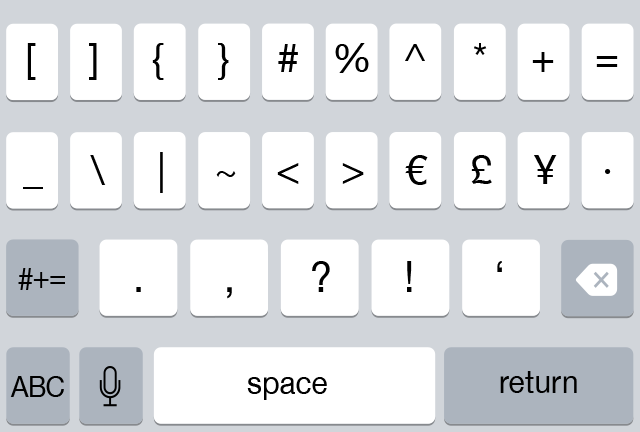 [ ] { } # % ^ * + =
_ \ | ~ < > € £ ¥ ·
#+= . , ? ! ‘
ABC space return